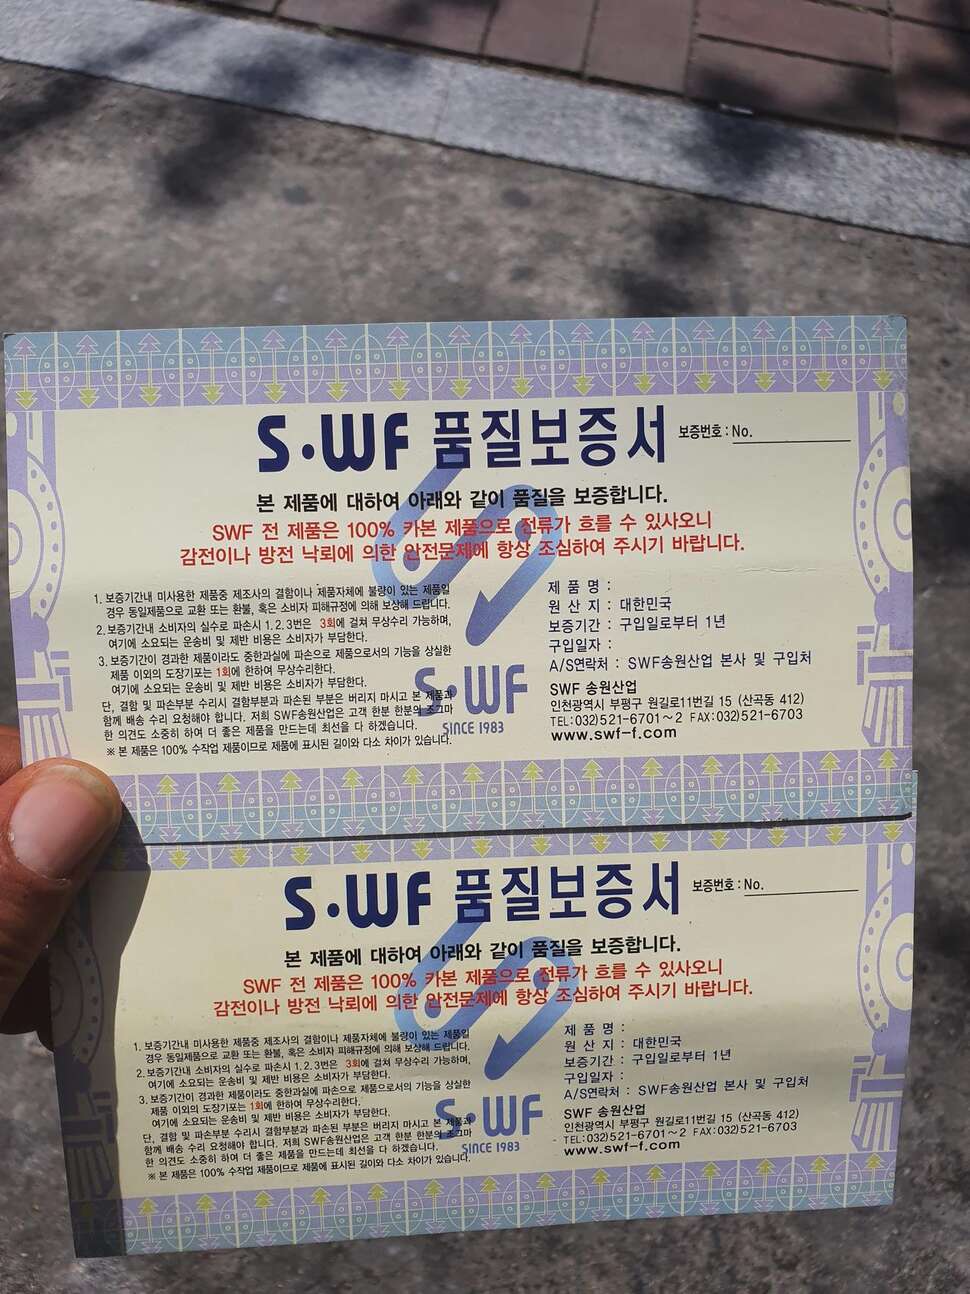 S·WF 품질보증서 보증번호 : No.
본 제품에 대하여 아래와 같이 품질을 보증합니다.
SWF 전 제품은 100% 카본 제품으로 전류가 흐를 수 있사오니
감전이나 방전 낙뢰에 의한 안전문제에 항상 조심하여 주시기 바랍니다.
1. 보증기간내 미사용한 제품중 제조사의 결함이나 제품자체에 불량이 있는 제품일
경우 동일제품으로 교환 또는 환불, 혹은 소비자 피해규정에 의해 보상해 드립니다.
2. 보증기간내 소비자의 실수로 파손시 1, 2, 3번은 3회에 걸쳐 무상수리 가능하며,
여기에 소요되는 운송비 및 제반 비용은 소비자가 부담한다.
3. 보증기간이 경과한 제품이라도 중한과실에 파손으로 제품으로서의 기능을 상실한
제품 이외의 도장기포는 1회에 한하여 무상수리한다.
여기에 소요되는 운송비 및 제반 비용은 소비자가 부담한다.
단, 결함 및 파손부분 수리시 결함부분과 파손된 부분은 버리지 마시고 본 제품과
함께 배송 수리 요청해야 합니다. 저희 SWF송원산업은 고객 한분 한분의 조그마
한 의견도 소중히 하여 더 좋은 제품을 만드는데 최선을 다 하겠습니다.
※ 본 제품은 100% 수작업 제품이므로 제품에 표시된 길이와 다소 차이가 있습니다.
S·WF
SINCE 1983
제 품 명 :
원 산 지 : 대한민국
보증기간 : 구입일로부터 1년
구입일자 :
A/S연락처 : SWF송원산업 본사 및 구입처
SWF 송원산업
인천광역시 부평구 원길로11번길 15 (산곡동 412)
TEL:032)521-6701~2 FAX:032)521-6703
www.swf-f.com
S·WF 품질보증서 보증번호 : No.
본 제품에 대하여 아래와 같이 품질을 보증합니다.
SWF 전 제품은 100% 카본 제품으로 전류가 흐를 수 있사오니
감전이나 방전 낙뢰에 의한 안전문제에 항상 조심하여 주시기 바랍니다.
1. 보증기간내 미사용한 제품중 제조사의 결함이나 제품자체에 불량이 있는 제품일
경우 동일제품으로 교환 또는 환불, 혹은 소비자 피해규정에 의해 보상해 드립니다.
2. 보증기간내 소비자의 실수로 파손시 1, 2, 3번은 3회에 걸쳐 무상수리 가능하며,
여기에 소요되는 운송비 및 제반 비용은 소비자가 부담한다.
3. 보증기간이 경과한 제품이라도 중한과실에 파손으로 제품으로서의 기능을 상실한
제품 이외의 도장기포는 1회에 한하여 무상수리한다.
여기에 소요되는 운송비 및 제반 비용은 소비자가 부담한다.
단, 결함 및 파손부분 수리시 결함부분과 파손된 부분은 버리지 마시고 본 제품과
함께 배송 수리 요청해야 합니다. 저희 SWF송원산업은 고객 한분 한분의 조그마
한 의견도 소중히 하여 더 좋은 제품을 만드는데 최선을 다 하겠습니다.
※ 본 제품은 100% 수작업 제품이므로 제품에 표시된 길이와 다소 차이가 있습니다.
S·WF
SINCE 1983
제 품 명 :
원 산 지 : 대한민국
보증기간 : 구입일로부터 1년
구입일자 :
A/S연락처 : SWF송원산업 본사 및 구입처
SWF 송원산업
인천광역시 부평구 원길로11번길 15 (산곡동 412)
TEL:032)521-6701~2 FAX:032)521-6703
www.swf-f.com